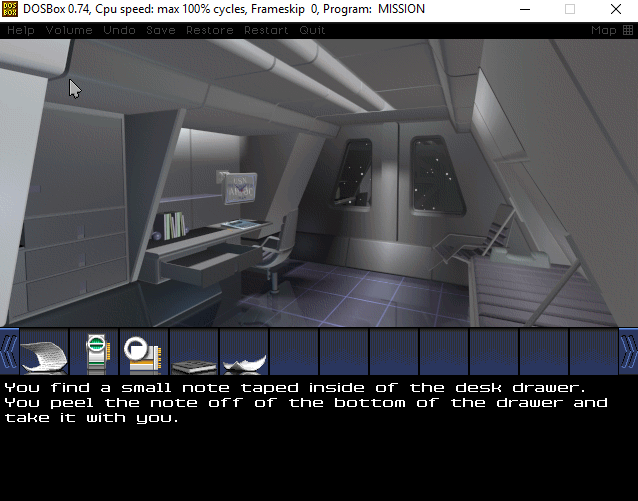 DOSBox 0.74, Cpu speed: max 100% cycles, Frameskip 0, Program: MISSION
Help Volume Undo Save Restore Restart Quit Map
You find a small note taped inside of the desk drawer.
You peel the note off of the bottom of the drawer and
take it with you.